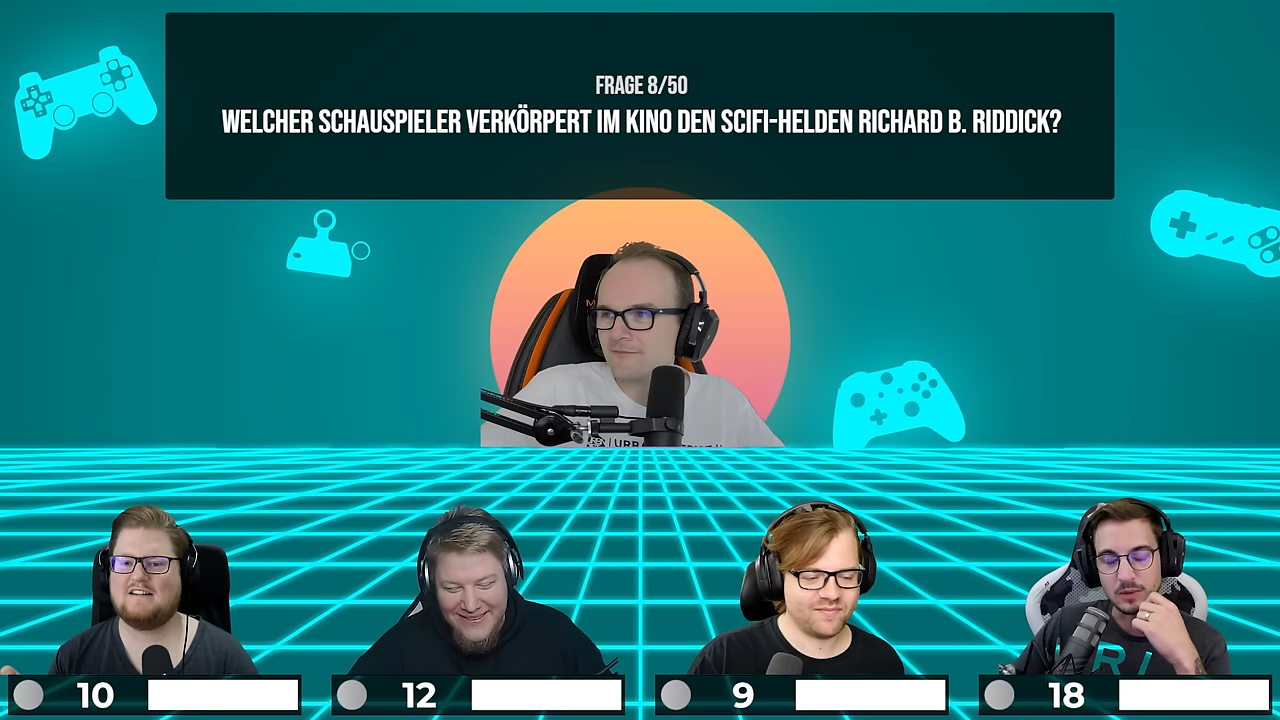 FRAGE 8/50
WELCHER SCHAUSPIELER VERKÖRPERT IM KINO DEN SCIFI-HELDEN RICHARD B. RIDDICK?
10
12
9
18